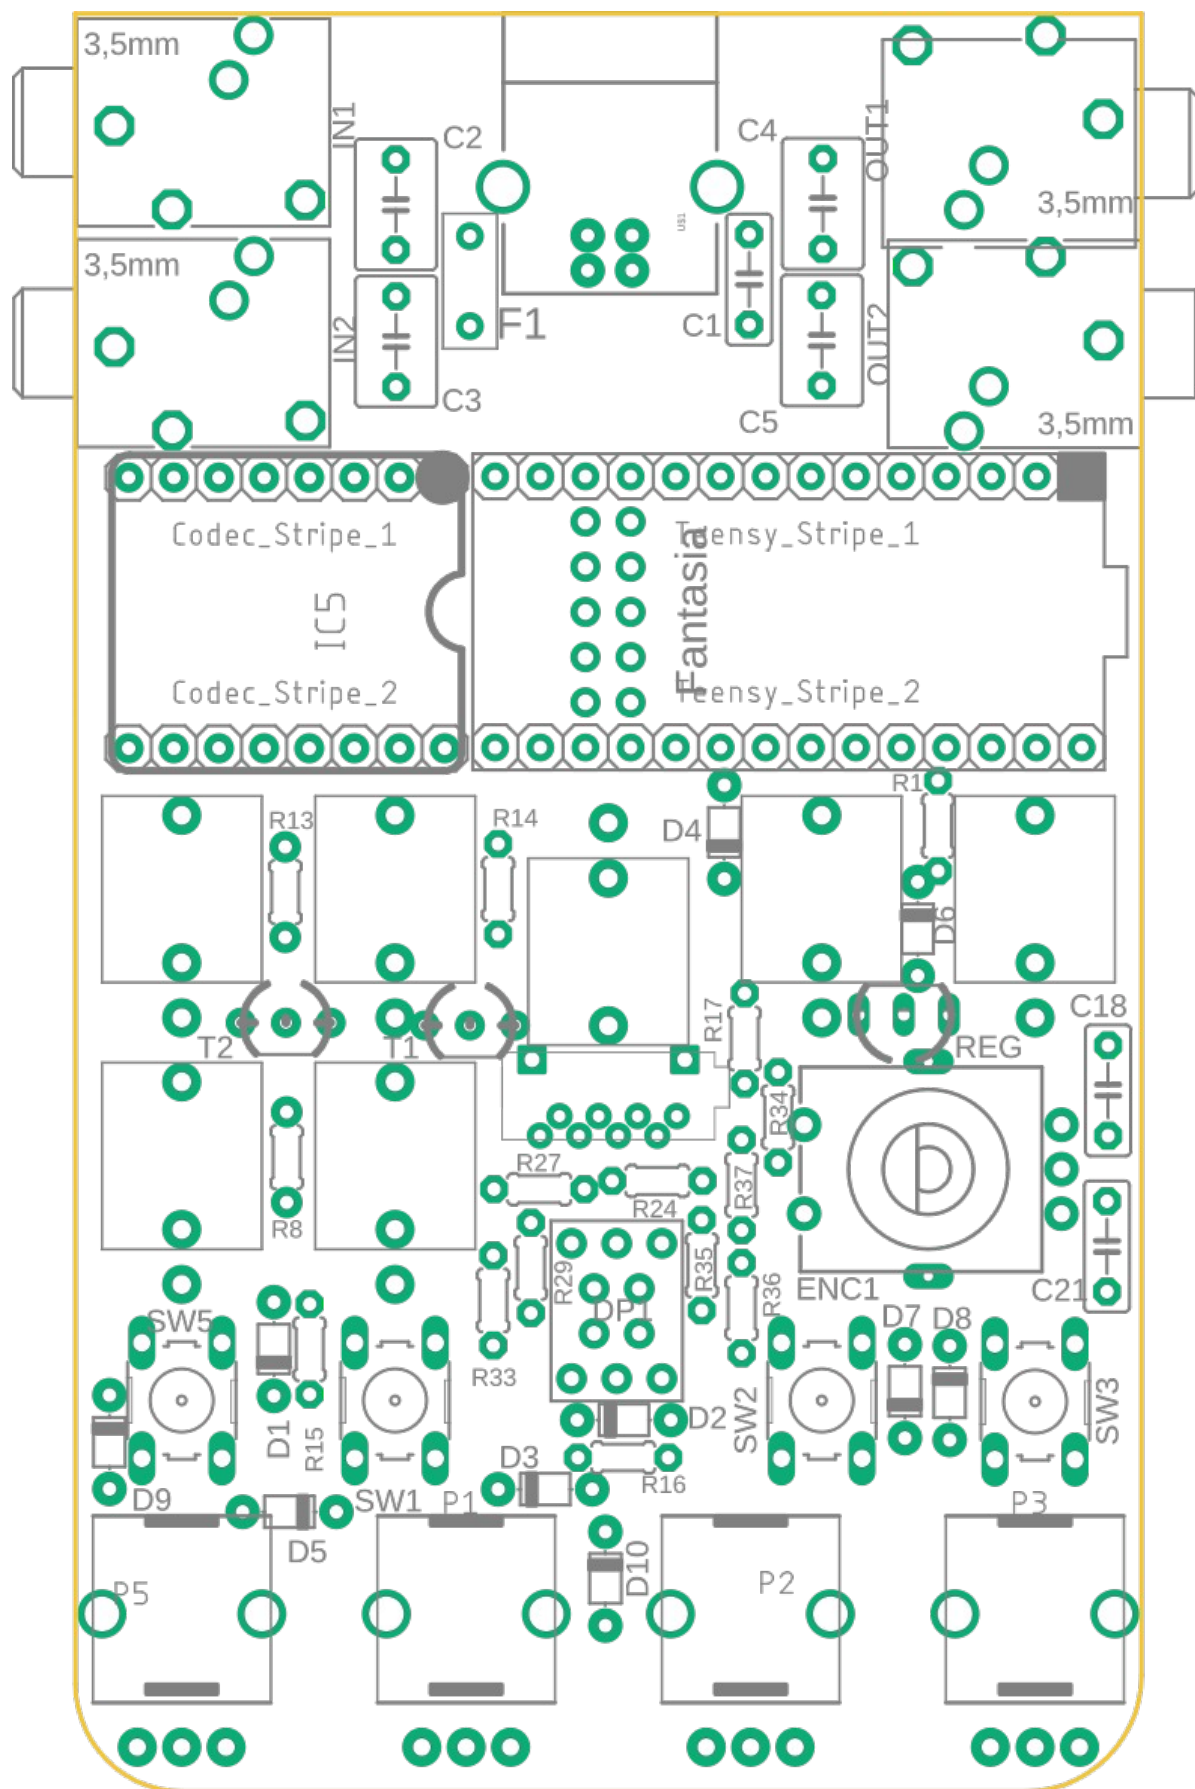 3,5mm
IN1
C2
C4
OUT1
3,5mm
U$1
3,5mm
IN2
F1
C1
OUT2
C3
C5
3,5mm
Codec_Stripe_1
Teensy_Stripe_1
IC5
Fantasia
Codec_Stripe_2
Teensy_Stripe_2
R13
R14
D4
R1
D6
T2
T1
R17
REG
C18
R34
R27
R37
R8
R24
R29
R35
DP1
R36
ENC1
C21
SW5
D7
D8
R33
D1
R15
D2
SW2
SW3
D3
R16
D9
SW1
P1
P3
D5
D10
P5
P2